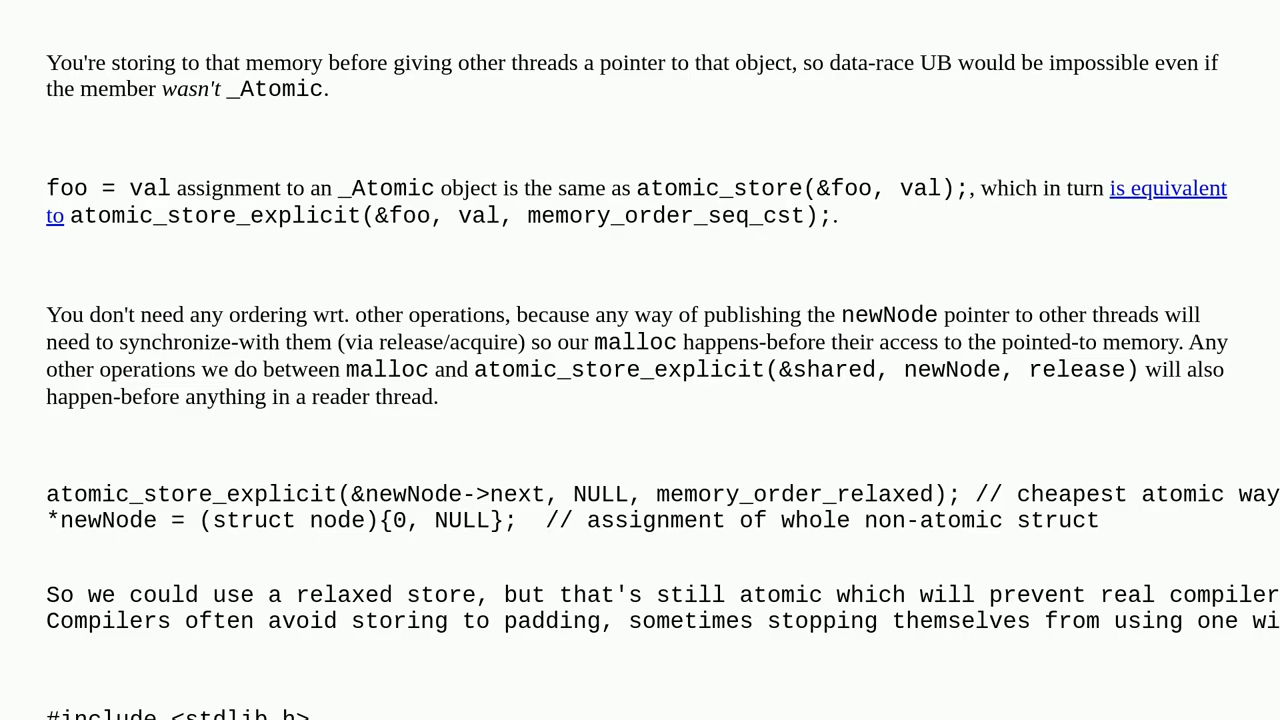 You're storing to that memory before giving other threads a pointer to that object, so data-race UB would be impossible even if
the member wasn't _Atomic.
foo = val assignment to an _Atomic object is the same as atomic_store(&foo, val);, which in turn is equivalent
to atomic_store_explicit(&foo, val, memory_order_seq_cst);.
You don't need any ordering wrt. other operations, because any way of publishing the newNode pointer to other threads will
need to synchronize-with them (via release/acquire) so our malloc happens-before their access to the pointed-to memory. Any
other operations we do between malloc and atomic_store_explicit(&shared, newNode, release) will also
happen-before anything in a reader thread.
atomic_store_explicit(&newNode->next, NULL, memory_order_relaxed); // cheapest atomic way
*newNode = (struct node){0, NULL};  // assignment of whole non-atomic struct
So we could use a relaxed store, but that's still atomic which will prevent real compiler
Compilers often avoid storing to padding, sometimes stopping themselves from using one wi
#include <stdlib.h>